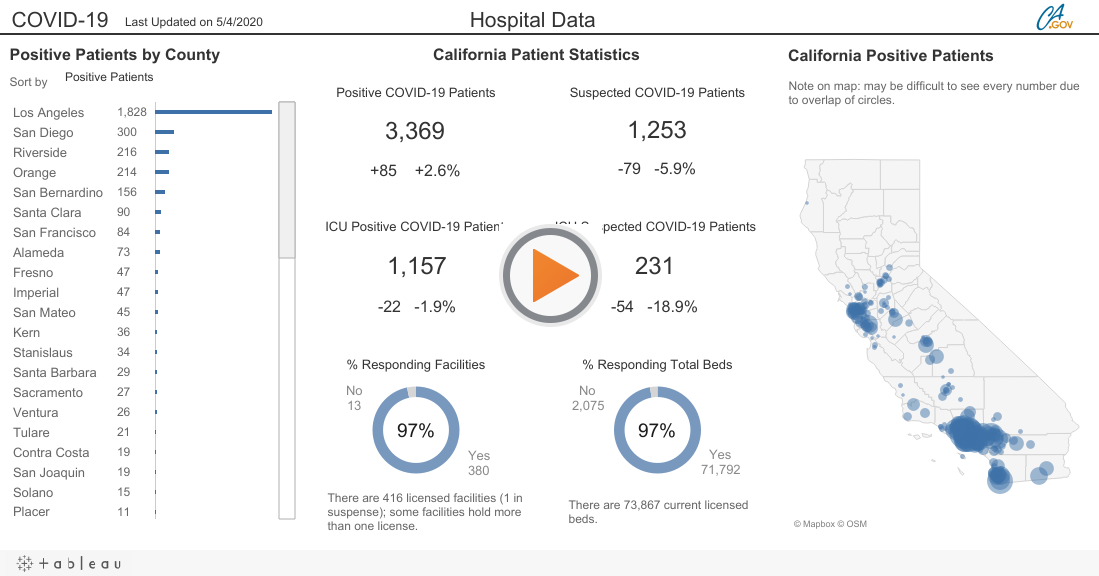 COVID-19 Last Updated on 5/4/2020
Hospital Data
CA.GOV
Positive Patients by County
Sort by Positive Patients
Los Angeles 1,828
San Diego 300
Riverside 216
Orange 214
San Bernardino 156
Santa Clara 90
San Francisco 84
Alameda 73
Fresno 47
Imperial 47
San Mateo 45
Kern 36
Stanislaus 34
Santa Barbara 29
Sacramento 27
Ventura 26
Tulare 21
Contra Costa 19
San Joaquin 19
Solano 15
Placer 11
California Patient Statistics
Positive COVID-19 Patients
3,369
+85 +2.6%
Suspected COVID-19 Patients
1,253
-79 -5.9%
ICU Positive COVID-19 Patien
1,157
-22 -1.9%
pected COVID-19 Patients
231
-54 -18.9%
% Responding Facilities
No
13
97%
Yes
380
There are 416 licensed facilities (1 in
suspense); some facilities hold more
than one license.
% Responding Total Beds
No
2,075
97%
Yes
71,792
There are 73,867 current licensed
beds.
California Positive Patients
Note on map: may be difficult to see every number due
to overlap of circles.
© Mapbox © OSM
+ableau